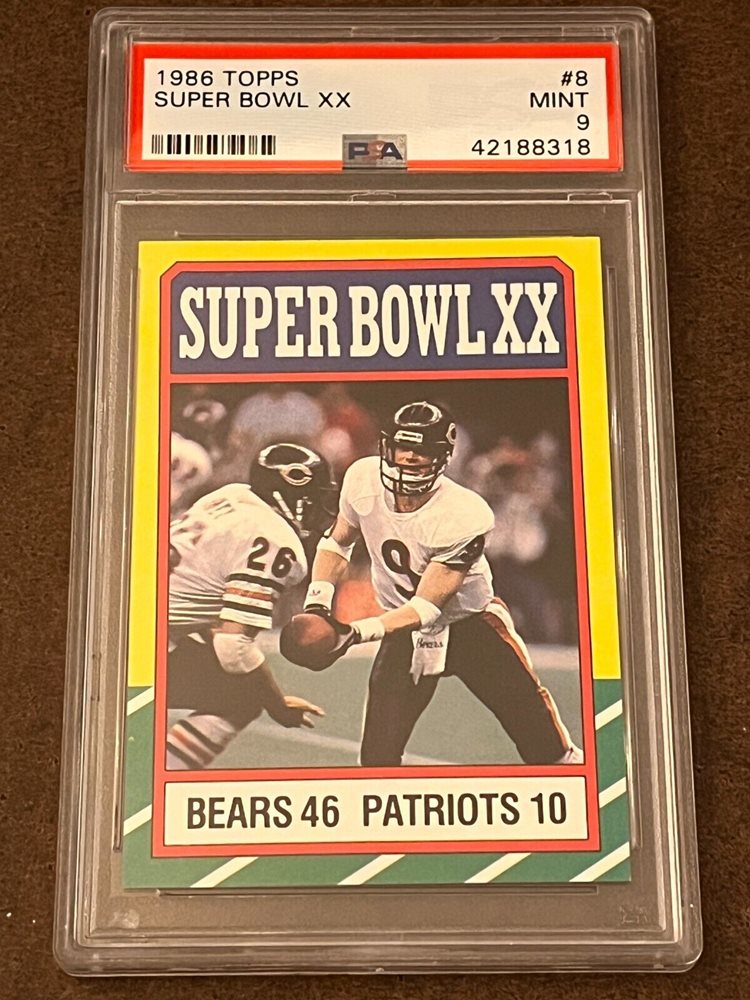 1986 TOPPS #8
SUPER BOWL XX MINT
9
PSA 42188318
SUPER BOWL XX
26
9
Bears
BEARS 46 PATRIOTS 10